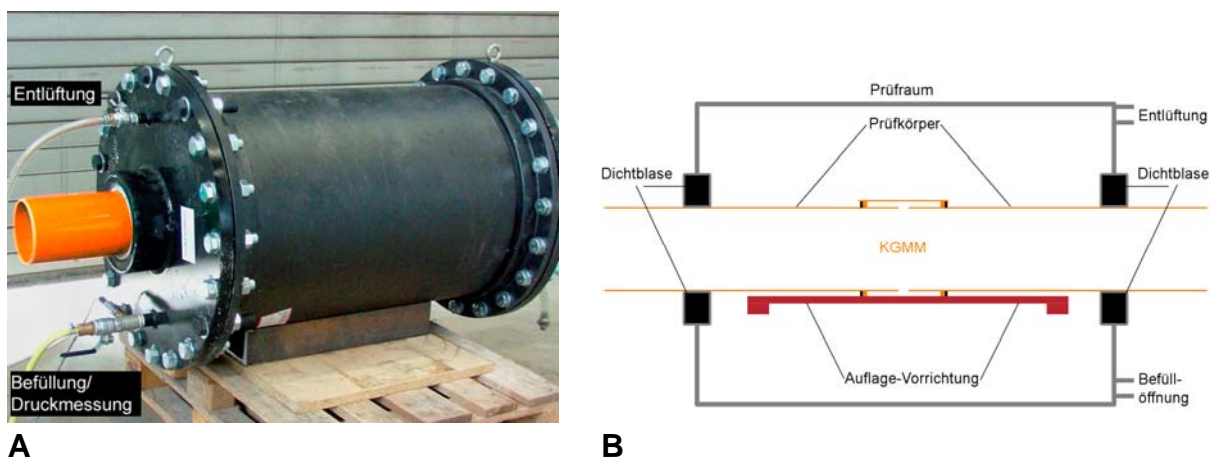 Entlüftung
Befüllung/
Druckmessung
A
Prüfraum
Entlüftung
Prüfkörper
Dichtblase
Dichtblase
KGMM
Auflage-Vorrichtung
Befüll-
öffnung
B